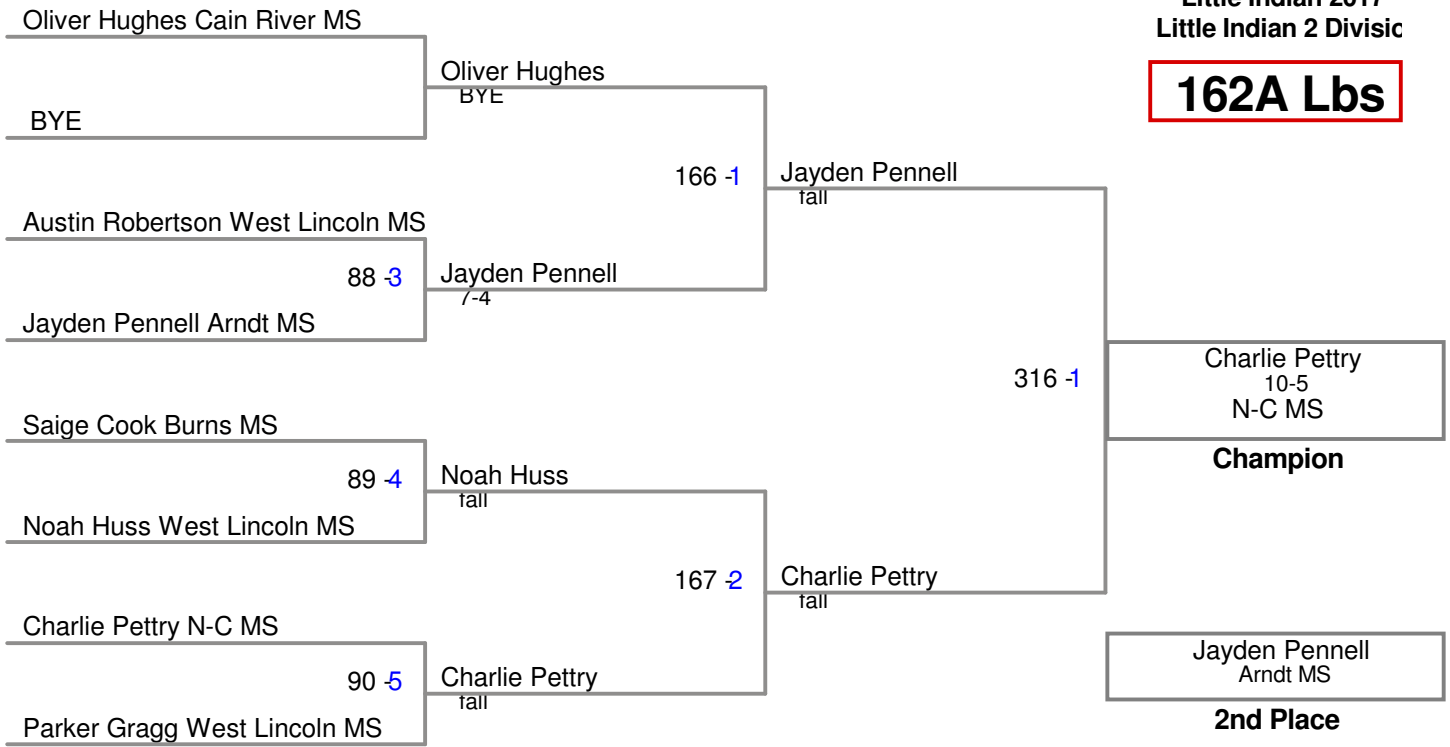 Little Indian 2017
Little Indian 2 Divisic
162A Lbs
Oliver Hughes Cain River MS
BYE
Oliver Hughes
BYE
166 -1
Austin Robertson West Lincoln MS
88 -3
Jayden Pennell Arndt MS
Jayden Pennell
7-4
Jayden Pennell
fall
Saige Cook Burns MS
89 -4
Noah Huss West Lincoln MS
Noah Huss
fall
167 -2
Charlie Pettry N-C MS
90 -5
Parker Gragg West Lincoln MS
Charlie Pettry
fall
Charlie Pettry
fall
316 -1
Charlie Pettry
10-5
N-C MS
Champion
Jayden Pennell
Arndt MS
2nd Place